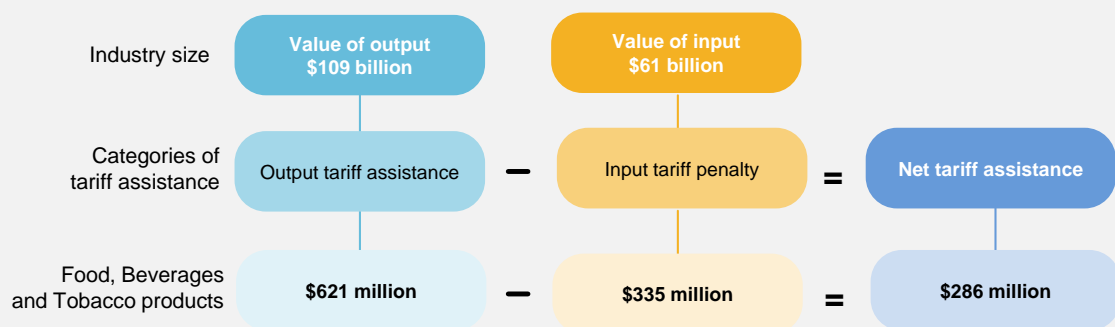 Industry size
Value of output
$109 billion
Value of input
$61 billion
Categories of
tariff assistance
Output tariff assistance
–
Input tariff penalty
=
Net tariff assistance
Food, Beverages
and Tobacco products
$621 million
–
$335 million
=
$286 million